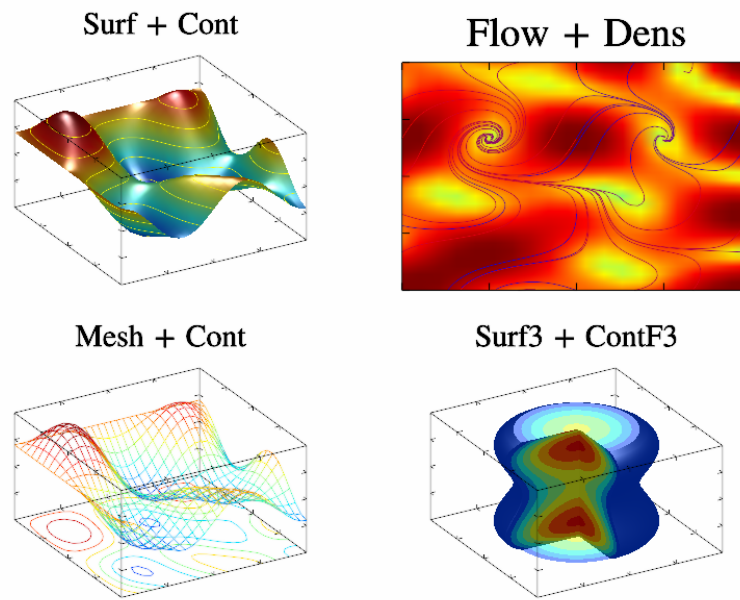 Surf + Cont
Flow + Dens
Mesh + Cont
Surf3 + ContF3